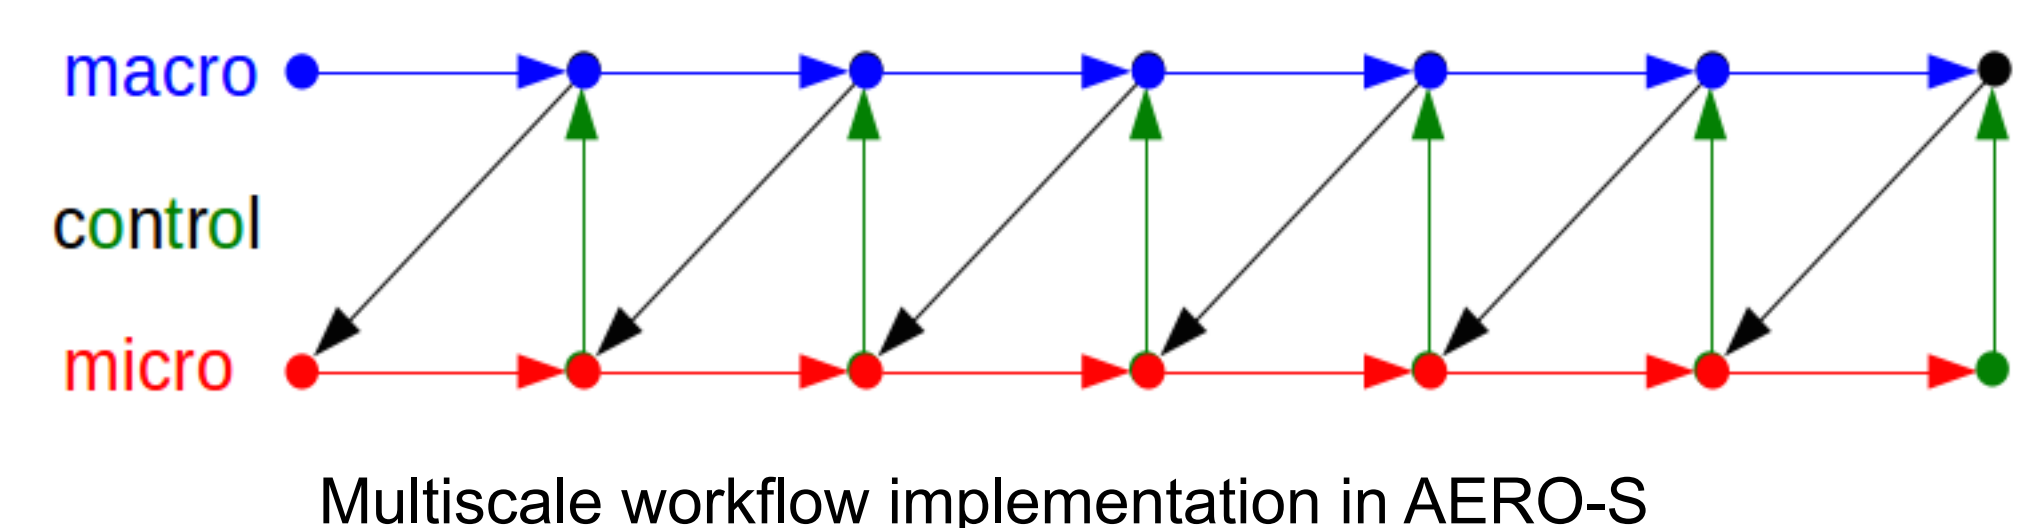 macro
control
micro
Multiscale workflow implementation in AERO-S